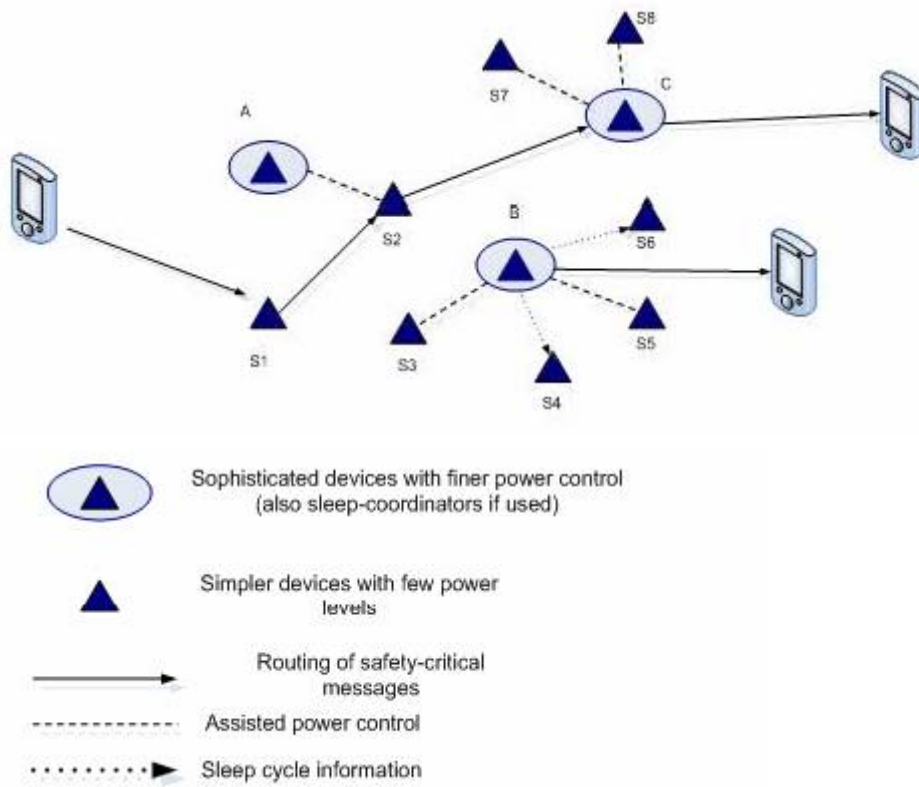 S8
S7
C
A
S2
B
S6
S1
S3
S5
S4
Sophisticated devices with finer power control
(also sleep-coordinators if used)
Simpler devices with few power
levels
Routing of safety-critical
messages
Assisted power control
Sleep cycle information